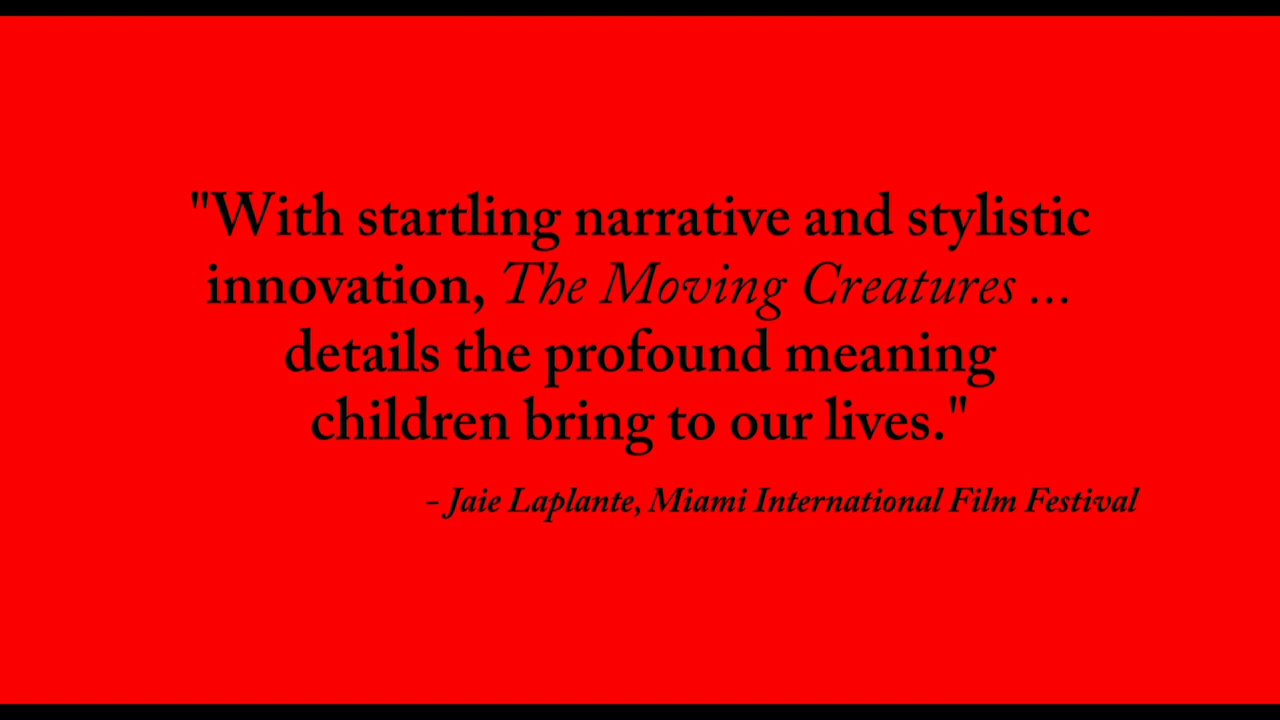 "With startling narrative and stylistic
innovation, The Moving Creatures ...
details the profound meaning
children bring to our lives."
- Jaie Laplante, Miami International Film Festival